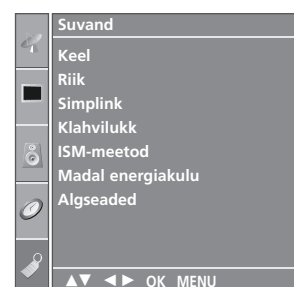 Suvand
Keel
Riik
Simplink
Klahvilukk
ISM-meetod
Madal energiakulu
Algseaded
▲▼ ◄► OK MENU